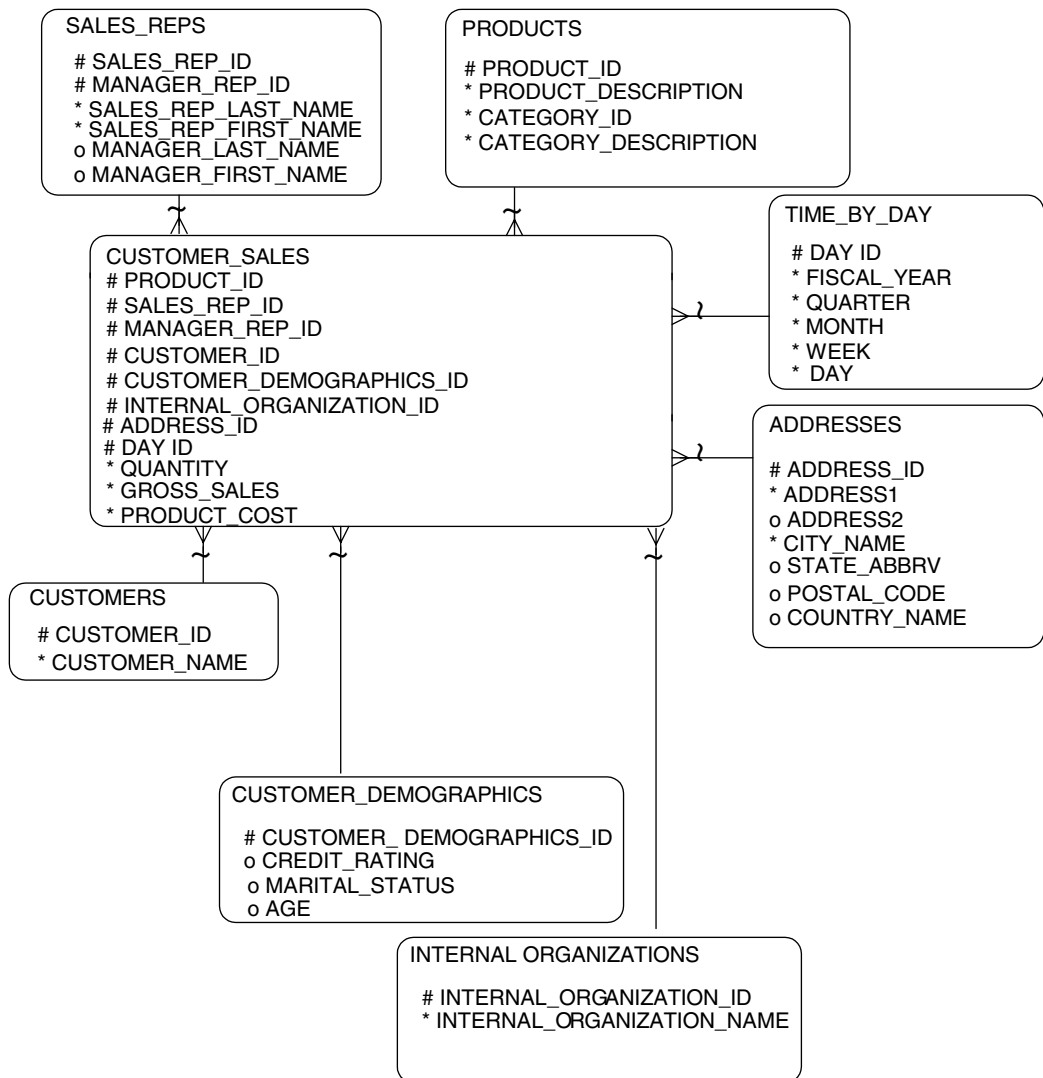 SALES_REPS
# SALES_REP_ID
# MANAGER_REP_ID
* SALES_REP_LAST_NAME
* SALES_REP_FIRST_NAME
o MANAGER_LAST_NAME
o MANAGER_FIRST_NAME
PRODUCTS
# PRODUCT_ID
* PRODUCT_DESCRIPTION
* CATEGORY_ID
* CATEGORY_DESCRIPTION
TIME_BY_DAY
# DAY ID
* FISCAL_YEAR
* QUARTER
* MONTH
* WEEK
* DAY
CUSTOMER_SALES
# PRODUCT_ID
# SALES_REP_ID
# MANAGER_REP_ID
# CUSTOMER_ID
# CUSTOMER_DEMOGRAPHICS_ID
# INTERNAL_ORGANIZATION_ID
# ADDRESS_ID
# DAY ID
* QUANTITY
* GROSS_SALES
* PRODUCT_COST
ADDRESSES
# ADDRESS_ID
* ADDRESS1
o ADDRESS2
* CITY_NAME
o STATE_ABBRV
o POSTAL_CODE
o COUNTRY_NAME
CUSTOMERS
# CUSTOMER_ID
* CUSTOMER_NAME
CUSTOMER_DEMOGRAPHICS
# CUSTOMER_ DEMOGRAPHICS_ID
o CREDIT_RATING
o MARITAL_STATUS
o AGE
INTERNAL ORGANIZATIONS
# INTERNAL_ORGANIZATION_ID
* INTERNAL_ORGANIZATION_NAME